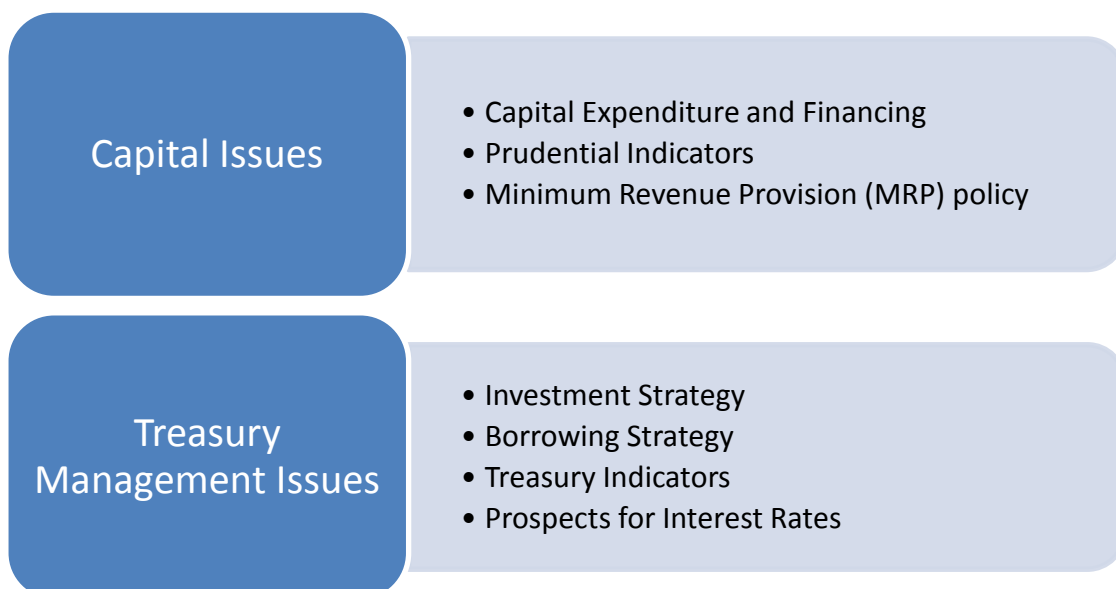 Capital Issues
• Capital Expenditure and Financing
• Prudential Indicators
• Minimum Revenue Provision (MRP) policy
Treasury
Management Issues
• Investment Strategy
• Borrowing Strategy
• Treasury Indicators
• Prospects for Interest Rates